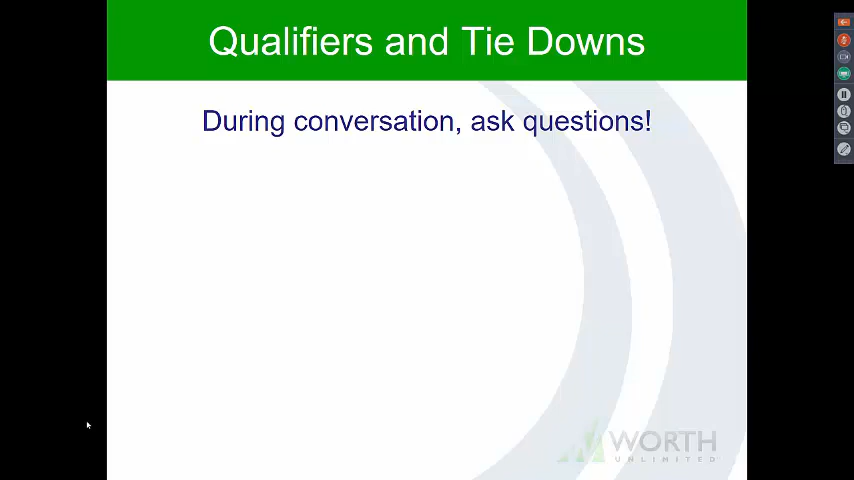 Qualifiers and Tie Downs
During conversation, ask questions!
WORTH
UNLIMITED